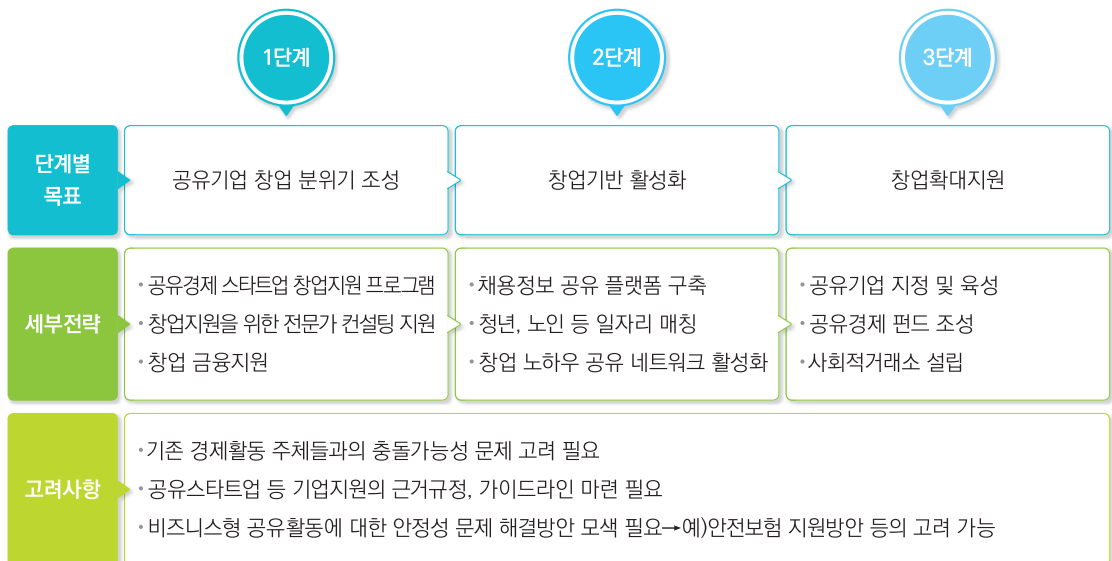 1단계
2단계
3단계
단계별
목표
공유기업 창업 분위기 조성
창업기반 활성화
창업확대지원
세부전략
· 공유경제 스타트업 창업지원 프로그램
· 창업지원을 위한 전문가 컨설팅 지원
· 창업 금융지원
· 채용정보 공유 플랫폼 구축
· 청년, 노인 등 일자리 매칭
· 창업 노하우 공유 네트워크 활성화
· 공유기업 지정 및 육성
· 공유경제 펀드 조성
· 사회적거래소 설립
고려사항
· 기존 경제활동 주체들과의 충돌가능성 문제 고려 필요
· 공유스타트업 등 기업지원의 근거규정, 가이드라인 마련 필요
· 비즈니스형 공유활동에 대한 안정성 문제 해결방안 모색 필요→예)안전보험 지원방안 등의 고려 가능